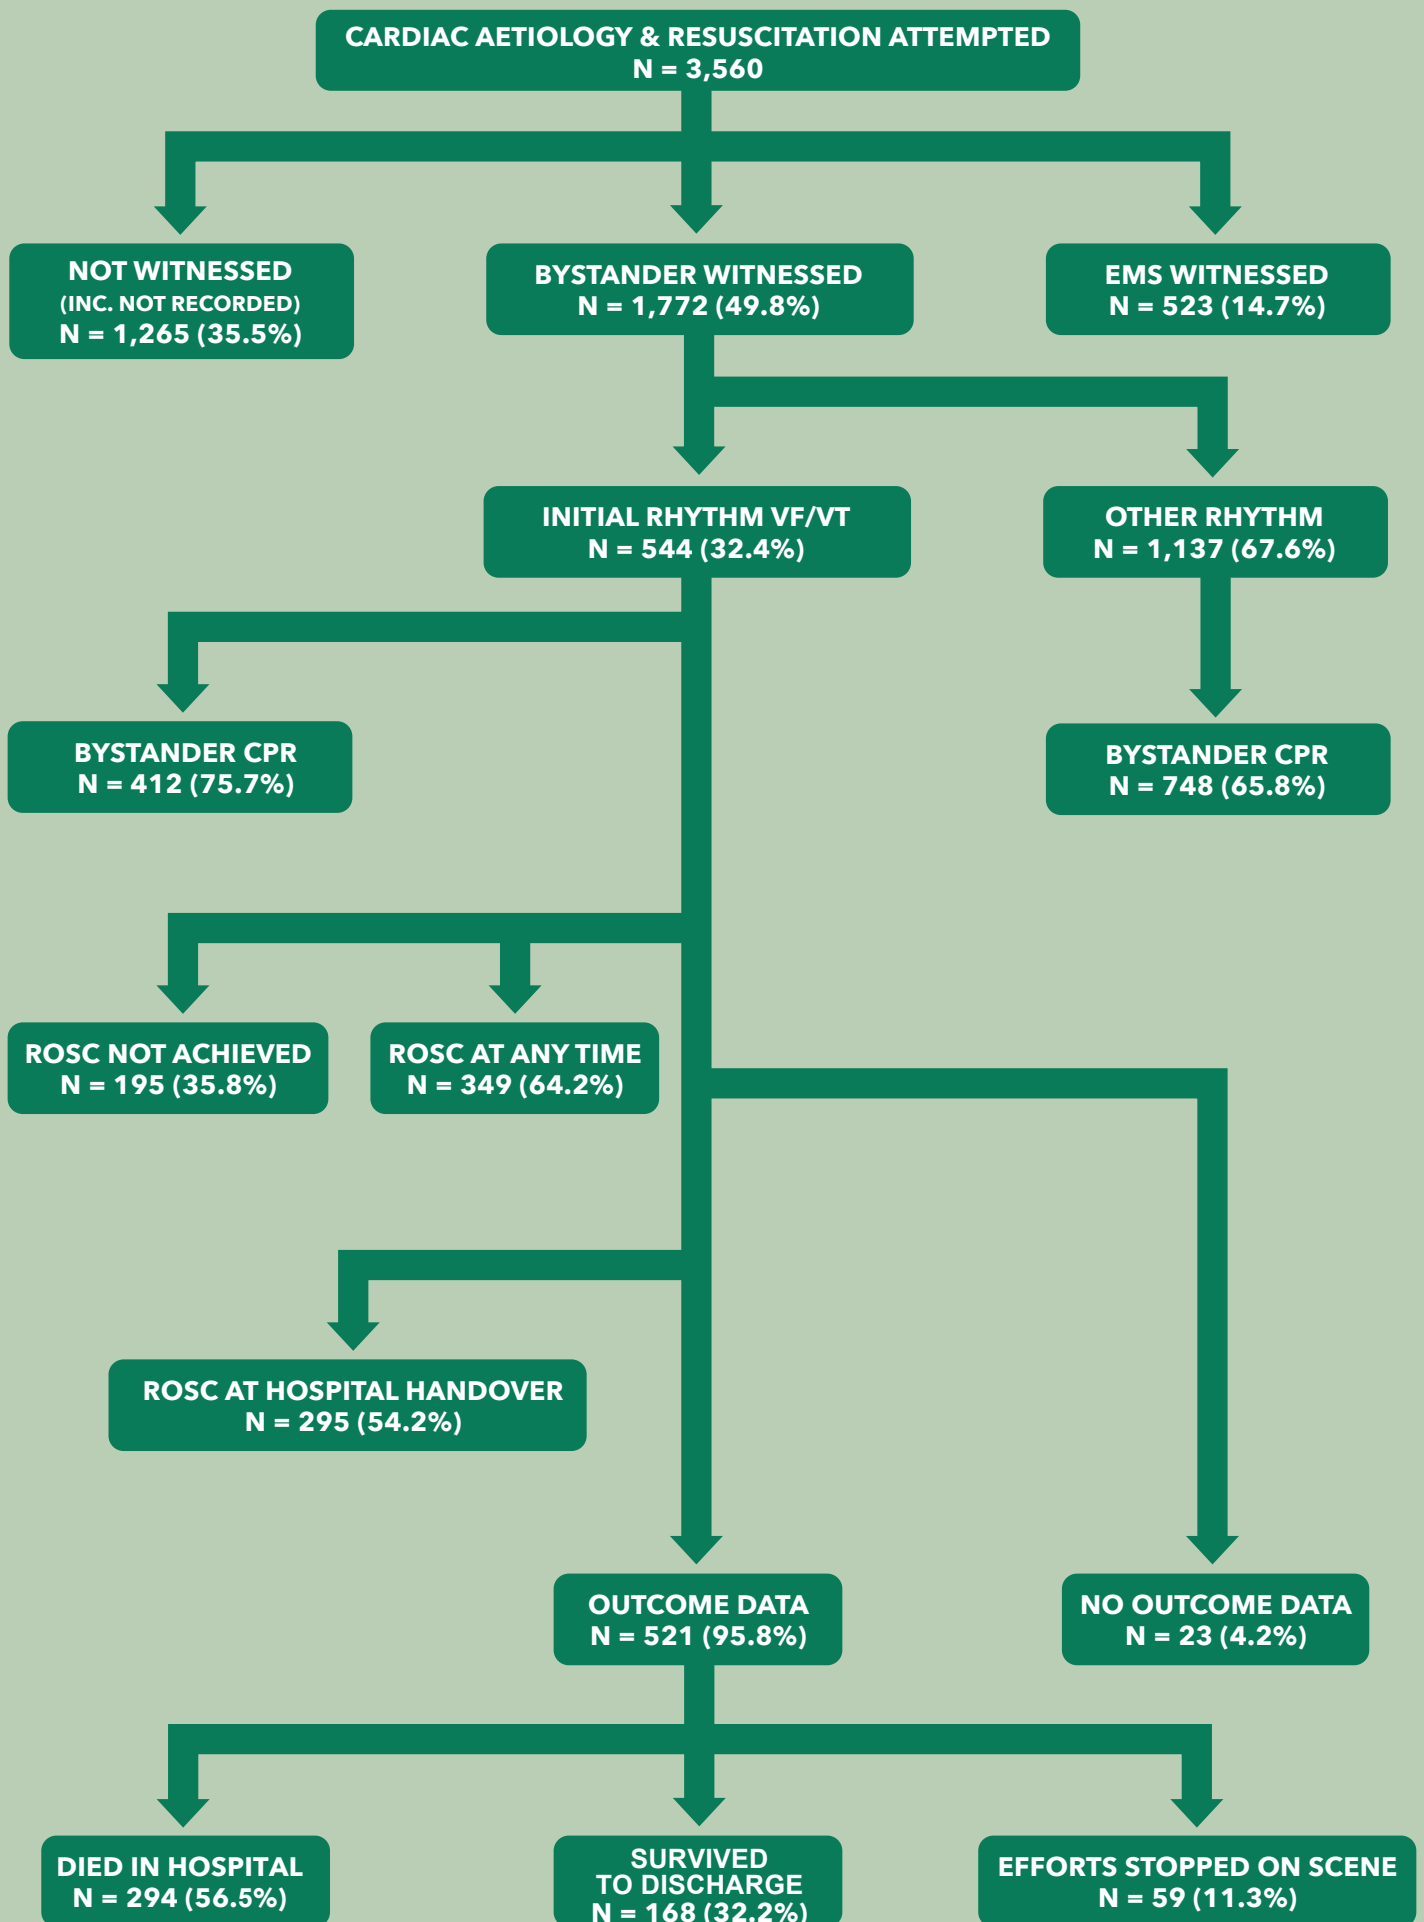 CARDIAC AETIOLOGY & RESUSCITATION ATTEMPTED
N = 3,560
NOT WITNESSED
(INC. NOT RECORDED)
N = 1,265 (35.5%)
BYSTANDER WITNESSED
N = 1,772 (49.8%)
EMS WITNESSED
N = 523 (14.7%)
INITIAL RHYTHM VF/VT
N = 544 (32.4%)
OTHER RHYTHM
N = 1,137 (67.6%)
BYSTANDER CPR
N = 412 (75.7%)
BYSTANDER CPR
N = 748 (65.8%)
ROSC NOT ACHIEVED
N = 195 (35.8%)
ROSC AT ANY TIME
N = 349 (64.2%)
ROSC AT HOSPITAL HANDOVER
N = 295 (54.2%)
OUTCOME DATA
N = 521 (95.8%)
NO OUTCOME DATA
N = 23 (4.2%)
DIED IN HOSPITAL
N = 294 (56.5%)
SURVIVED
TO DISCHARGE
N = 168 (32.2%)
EFFORTS STOPPED ON SCENE
N = 59 (11.3%)